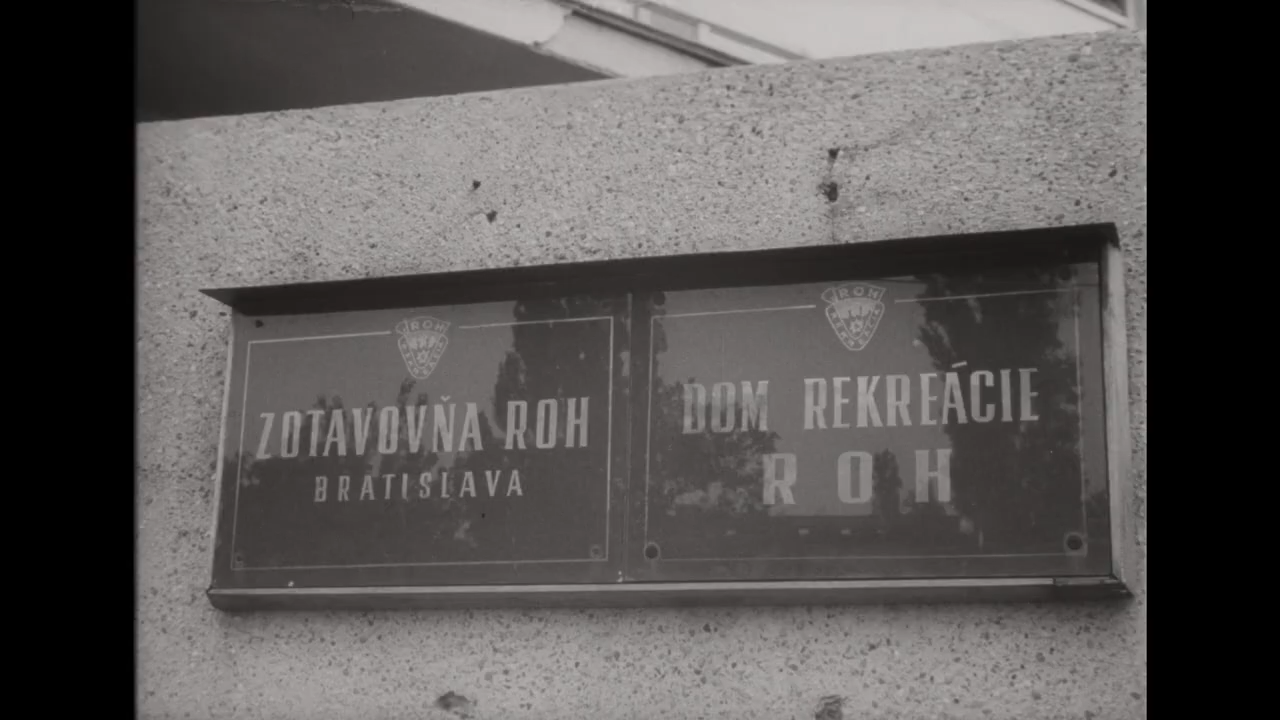 ROH
ZOTAVOVŇA ROH
BRATISLAVA
ROH
DOM REKREÁCIE
ROH